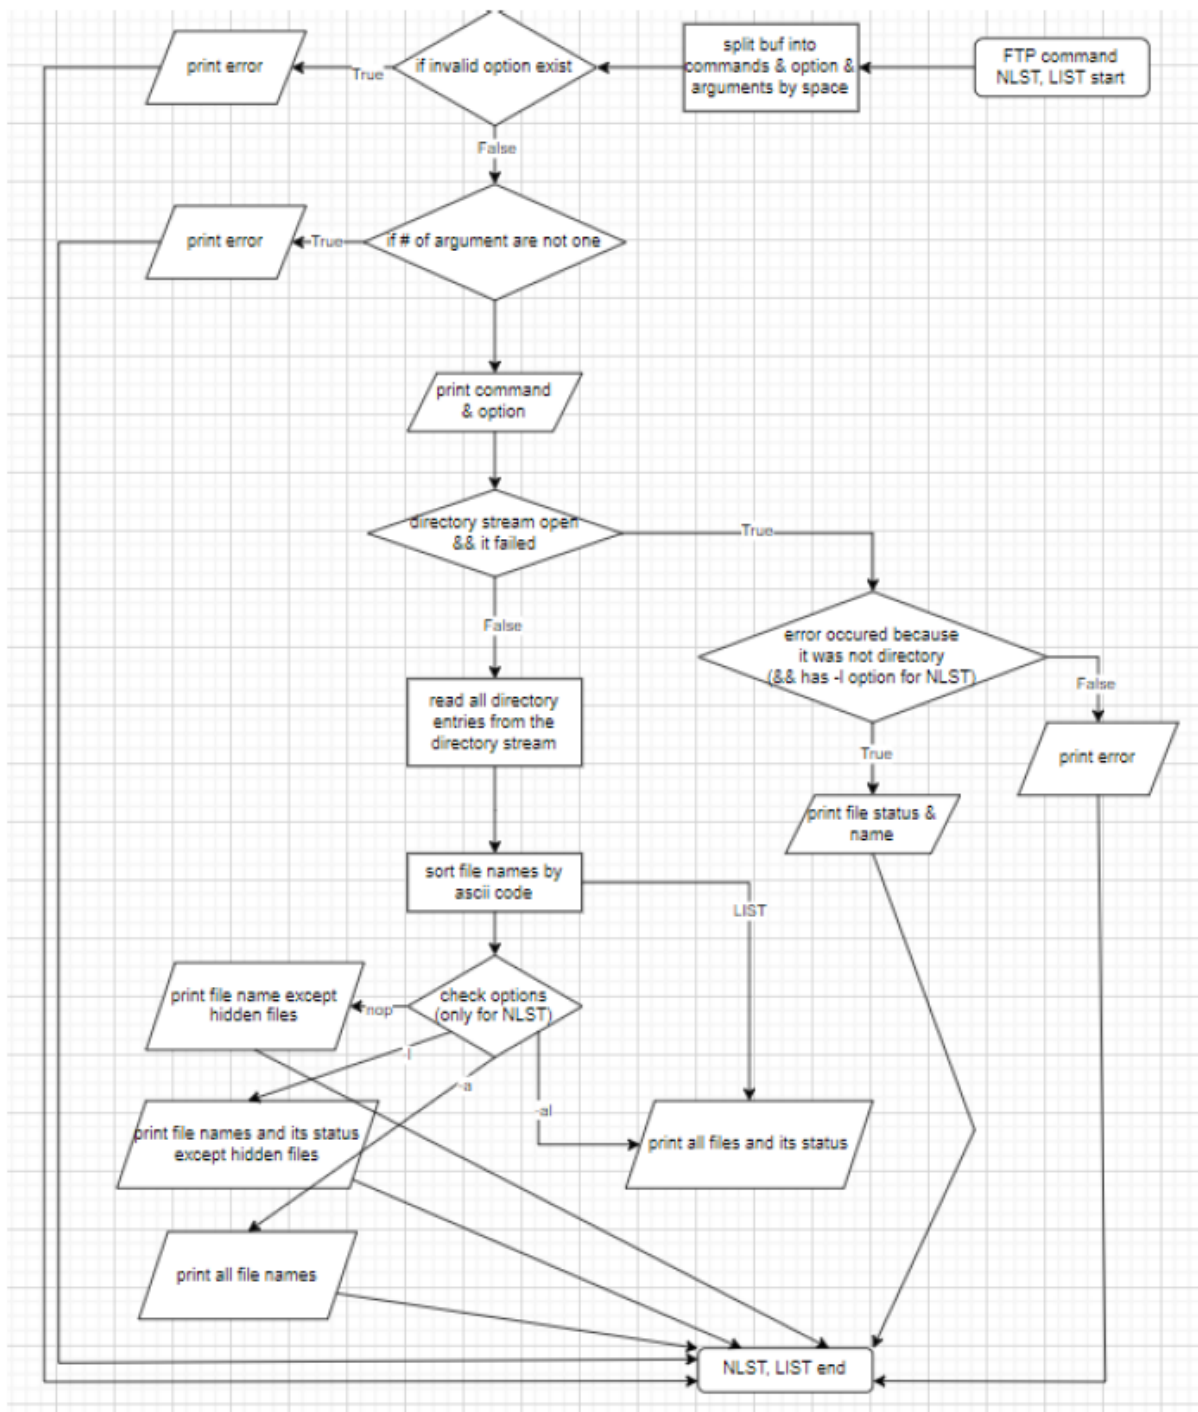 FTP command
NLST, LIST start
split buf into
commands & option &
arguments by space
if invalid option exist
True
print error
False
if # of argument are not one
True
print error
print command
& option
directory stream open
&& it failed
True
False
error occured because
it was not directory
(&& has -l option for NLST)
False
print error
True
print file status &
name
read all directory
entries from the
directory stream
sort file names by
ascii code
LIST
check options
(only for NLST)
nop
print file name except
hidden files
-l
-a
-al
print file names and its status
except hidden files
print all files and its status
print all file names
NLST, LIST end